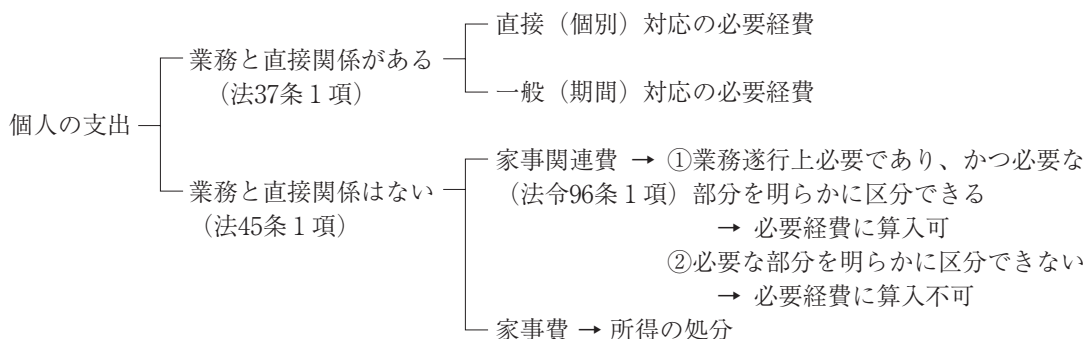 直接（個別）対応の必要経費
業務と直接関係がある
（法37条１項）
一般（期間）対応の必要経費
個人の支出
家事関連費 → ①業務遂行上必要であり、かつ必要な
（法令96条１項）部分を明らかに区分できる
→ 必要経費に算入可
業務と直接関係はない
（法45条１項）
②必要な部分を明らかに区分できない
→ 必要経費に算入不可
家事費 → 所得の処分